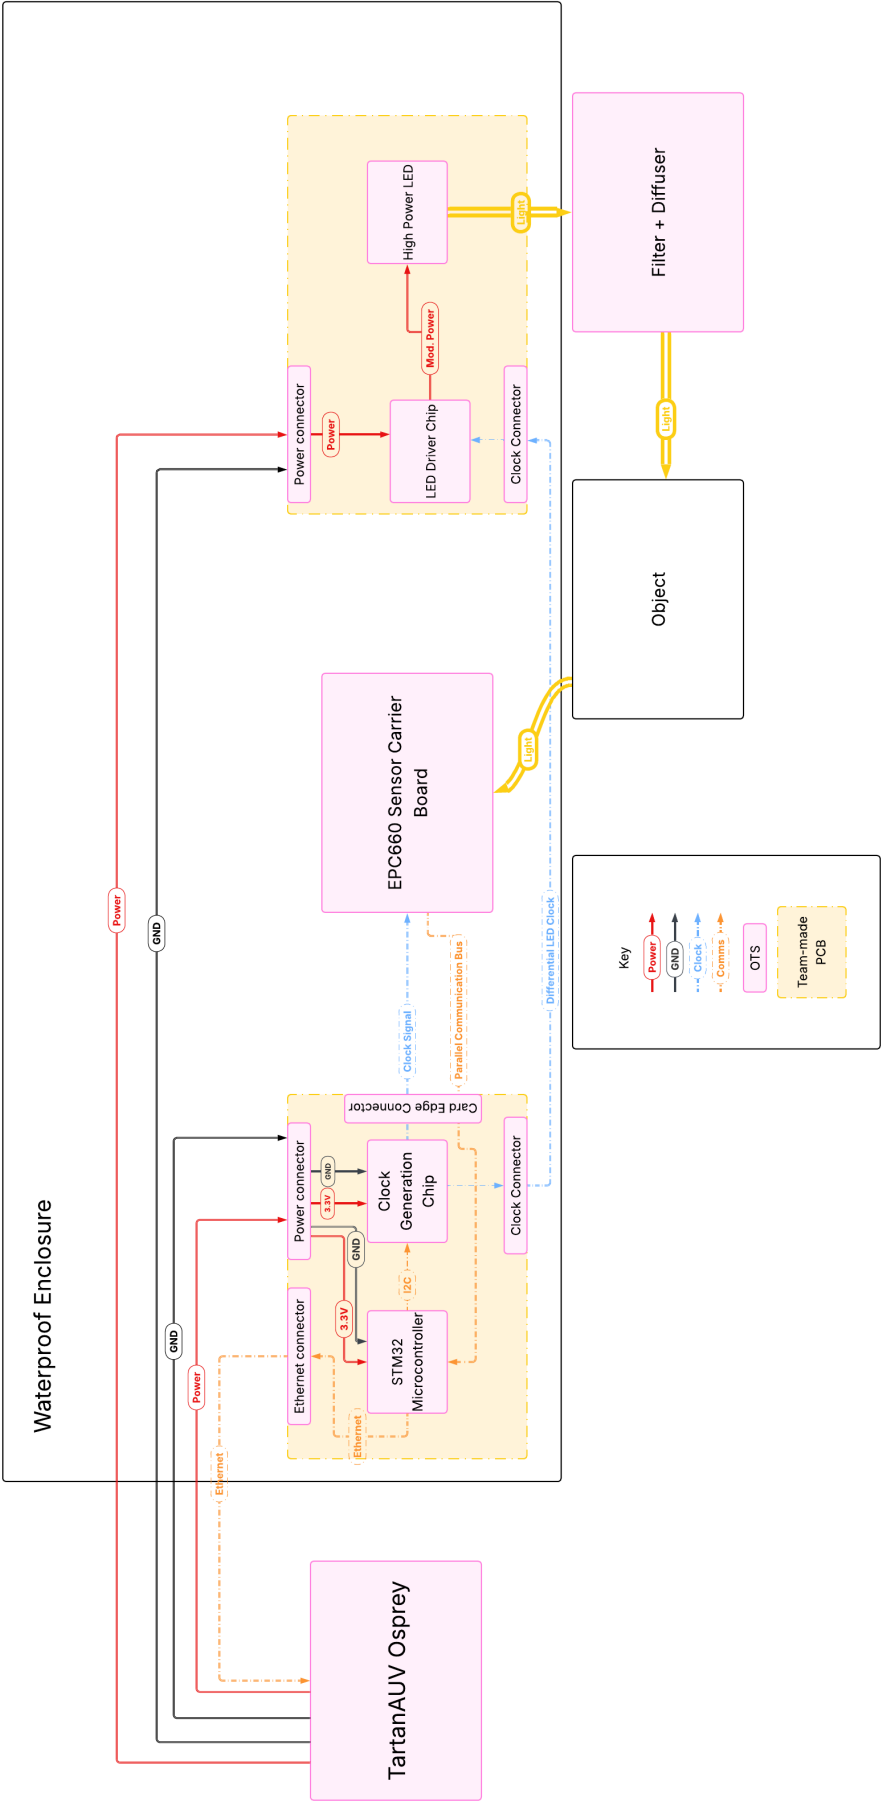 Waterproof Enclosure
TartanAUV Osprey
Power
GND
GND
Power
Ethernet
Ethernet connector
Ethernet
STM32
Microcontroller
3.3V
GND
I2C
Power connector
3.3V
GND
Clock
Generation
Chip
Card Edge Connector
Clock Connector
Clock Signal
Parallel Communication Bus
Differential LED Clock
EPC660 Sensor Carrier
Board
Light
Power connector
Power
LED Driver Chip
Clock Connector
Mod. Power
High Power LED
Light
Filter + Diffuser
Light
Object
Key
Power
GND
Clock
Comms
OTS
Team-made
PCB